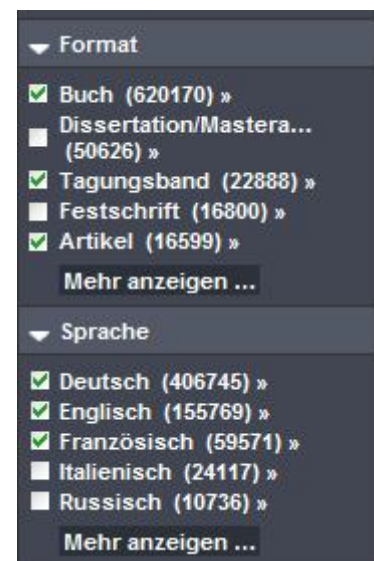 Format
Buch (620170) »
Dissertation/Mastera...
(50626) »
Tagungsband (22888) »
Festschrift (16800) »
Artikel (16599) »
Mehr anzeigen ...
Sprache
Deutsch (406745) »
Englisch (155769) »
Französisch (59571) »
Italienisch (24117) »
Russisch (10736) »
Mehr anzeigen ...